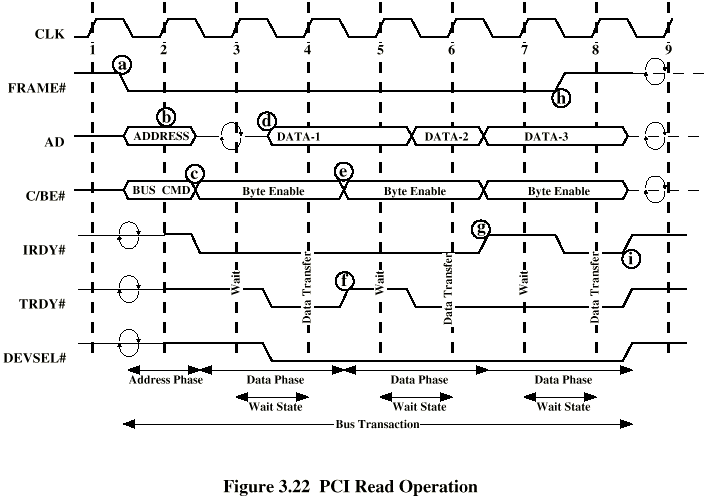 CLK
1 2 3 4 5 6 7 8 9
a
FRAME#
h
b
d
AD
ADDRESS DATA-1 DATA-2 DATA-3
c
e
C/BE#
BUS CMD Byte Enable Byte Enable Byte Enable
g
IRDY#
i
Wait Data Transfer Wait Data Transfer Wait Data Transfer
f
TRDY#
DEVSEL#
Address Phase Data Phase Data Phase Data Phase
Wait State Wait State Wait State
Bus Transaction
Figure 3.22 PCI Read Operation